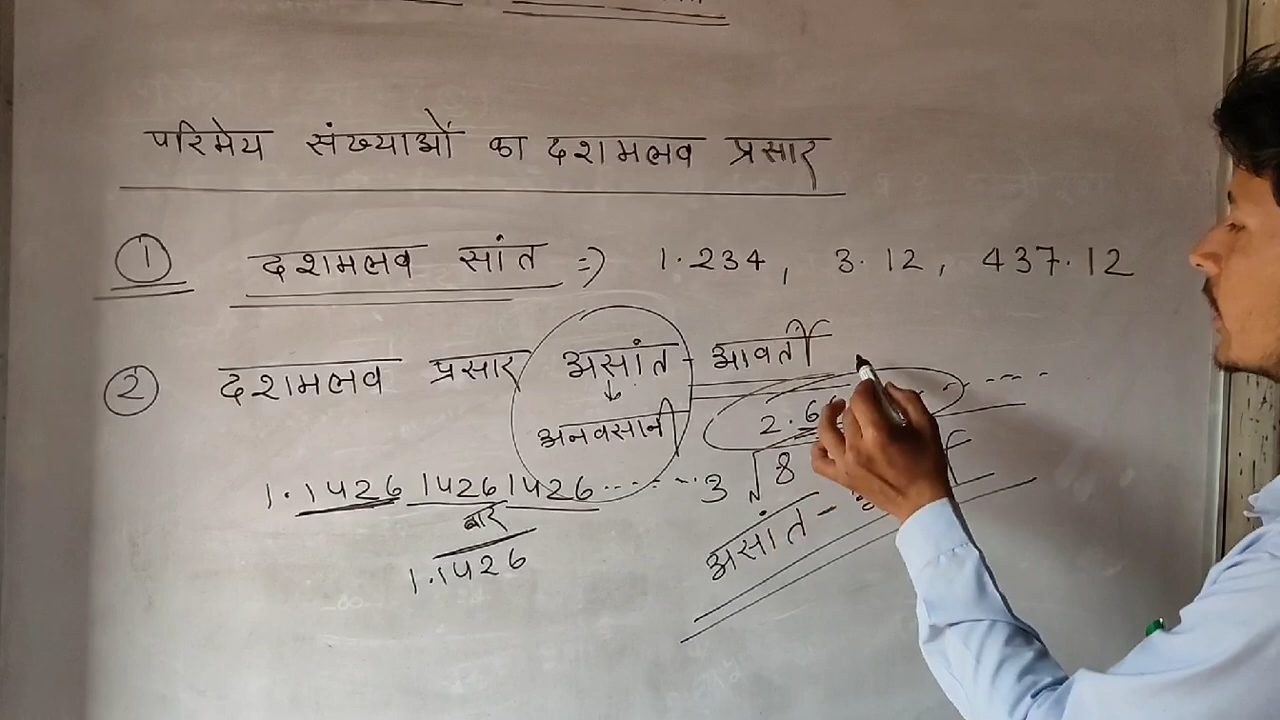 परिमेय संख्याओं का दशमलव प्रसार
① दशमलव सांत => 1.234, 3.12, 437.12
② दशमलव प्रसार असांत - आवर्ती
↓
अनवसानी
2.6
3 √8
1.1426 1426 1426 ......
बार
1.1426
असांत -